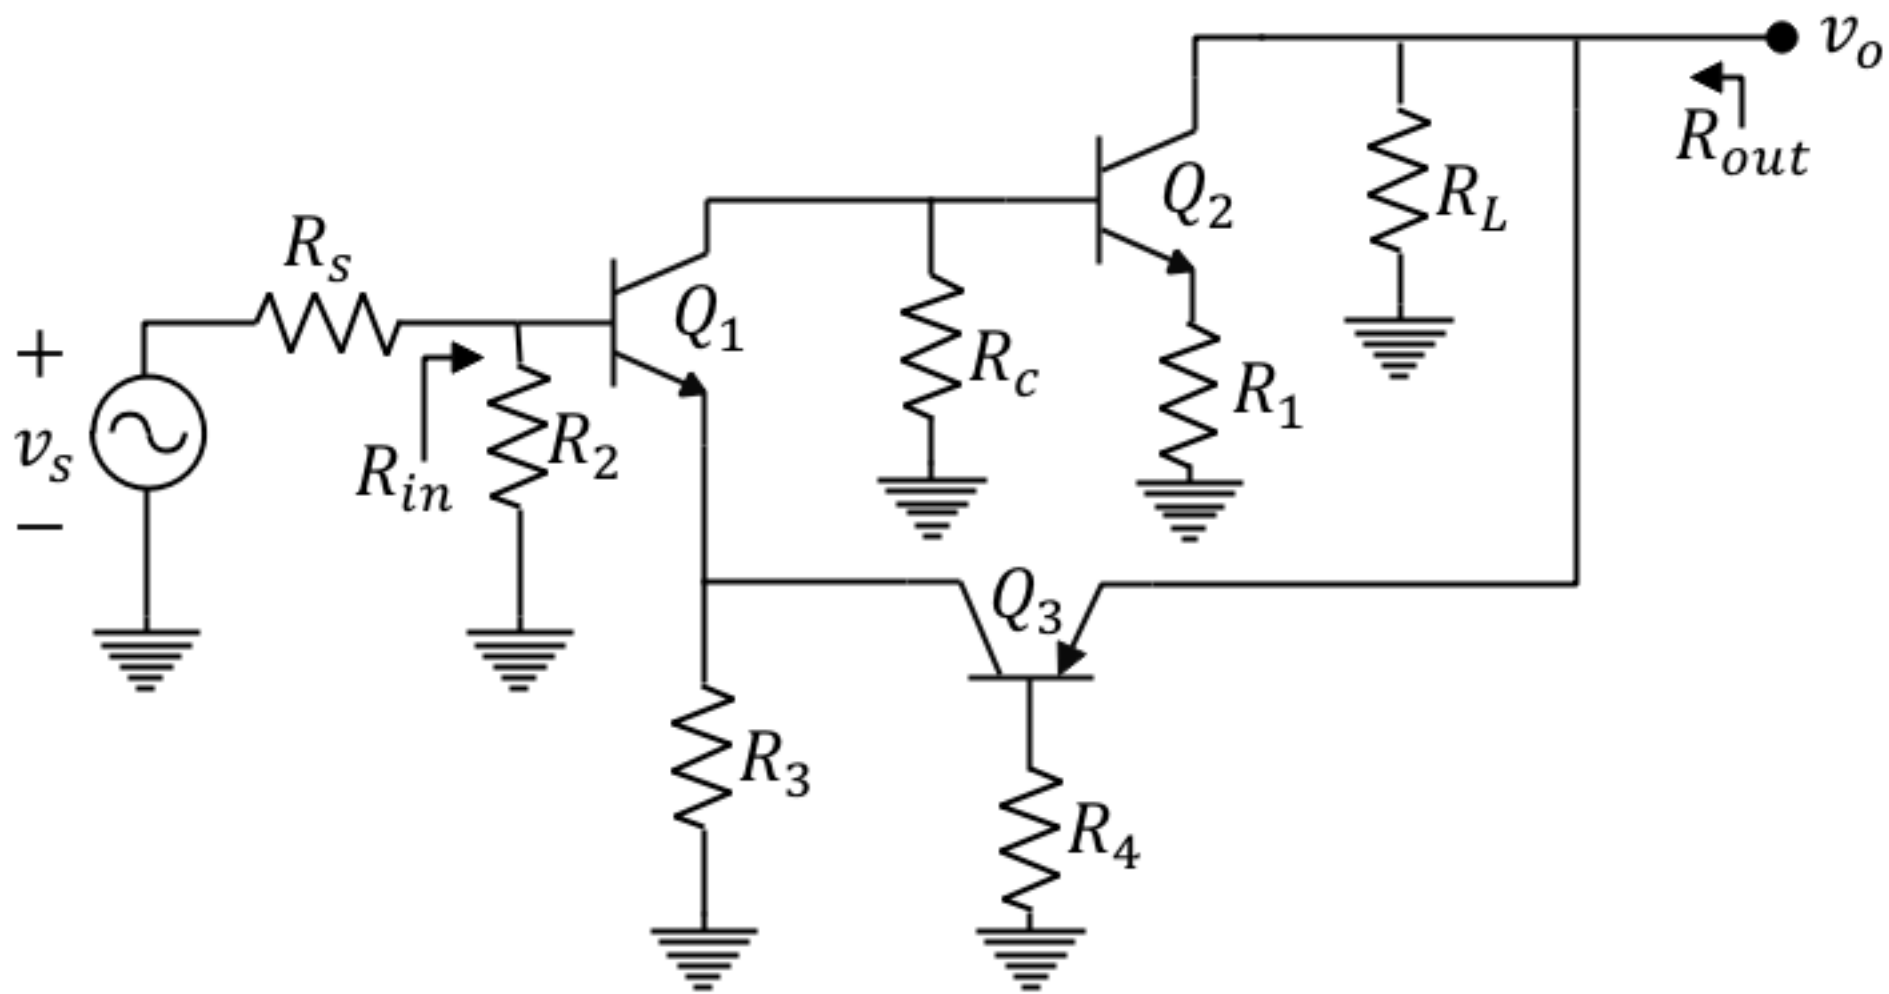 v_o
R_out
Q_2
R_L
R_s
Q_1
R_c
R_1
+
v_s
−
R_in
R_2
Q_3
R_3
R_4